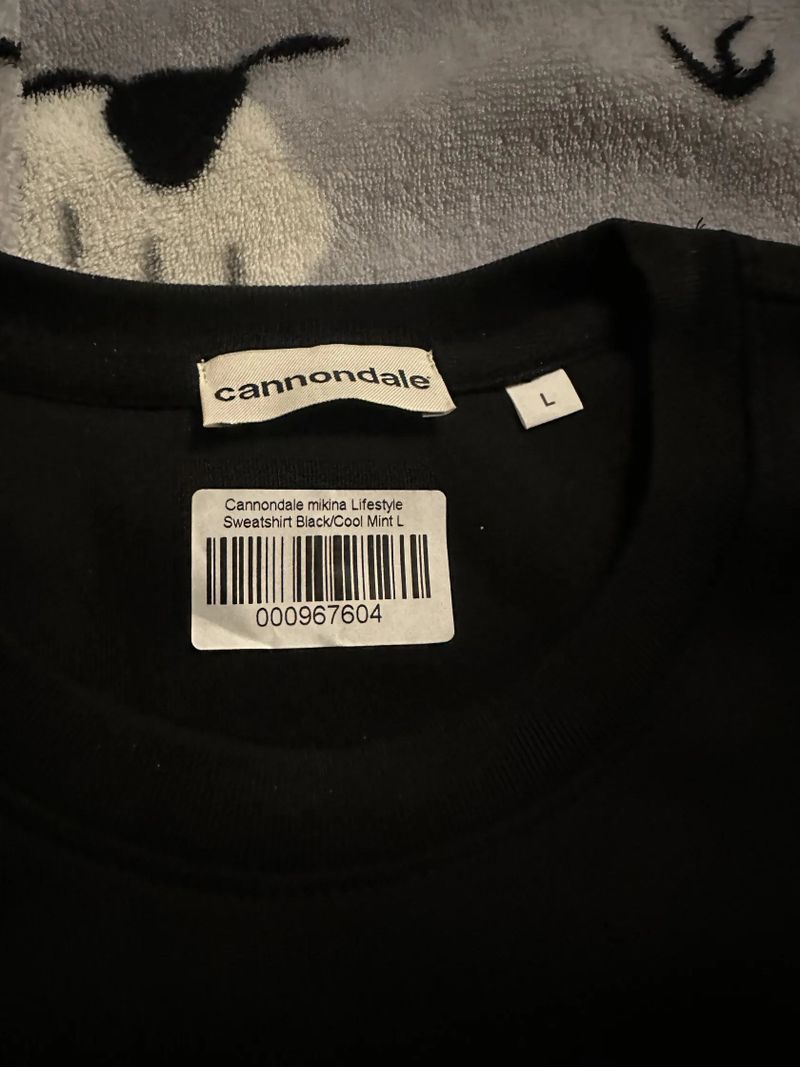 cannondale
L
Cannondale mikina Lifestyle
Sweatshirt Black/Cool Mint L
000967604